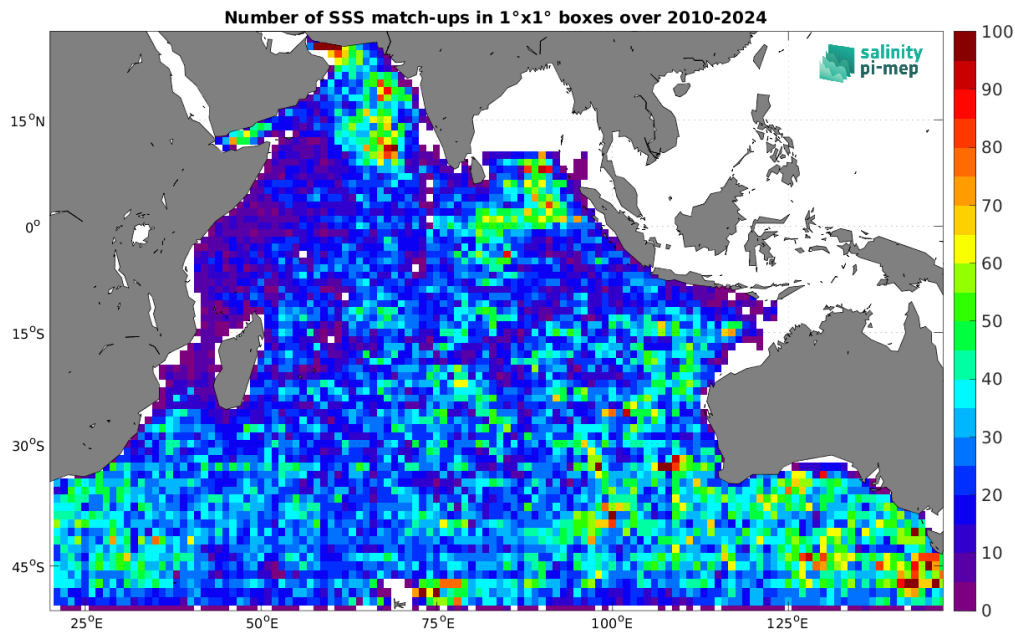 Number of SSS match-ups in 1°x1° boxes over 2010-2024
salinity
pi-mep
15°N
0°
15°S
30°S
45°S
25°E
50°E
75°E
100°E
125°E
100
90
80
70
60
50
40
30
20
10
0